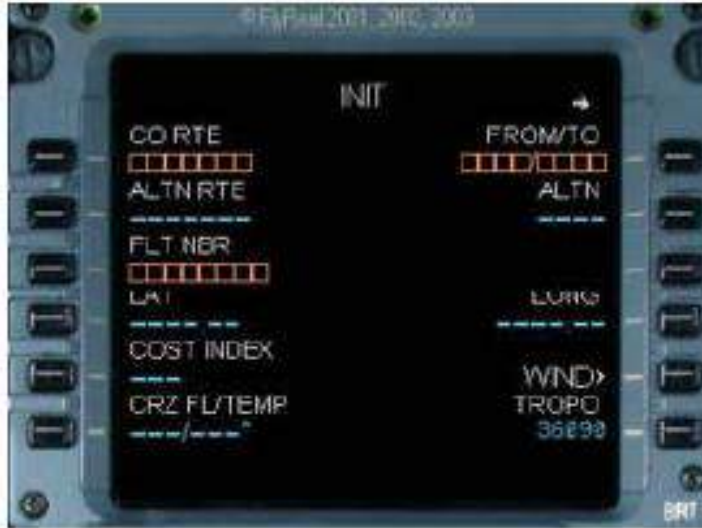 INIT
CO RTE FROM/TO
ALTN RTE ALTN
FLT NBR
LAT LONG
COST INDEX
WIND>
CRZ FL/TEMP TROPO
---/---° 36090
BRT